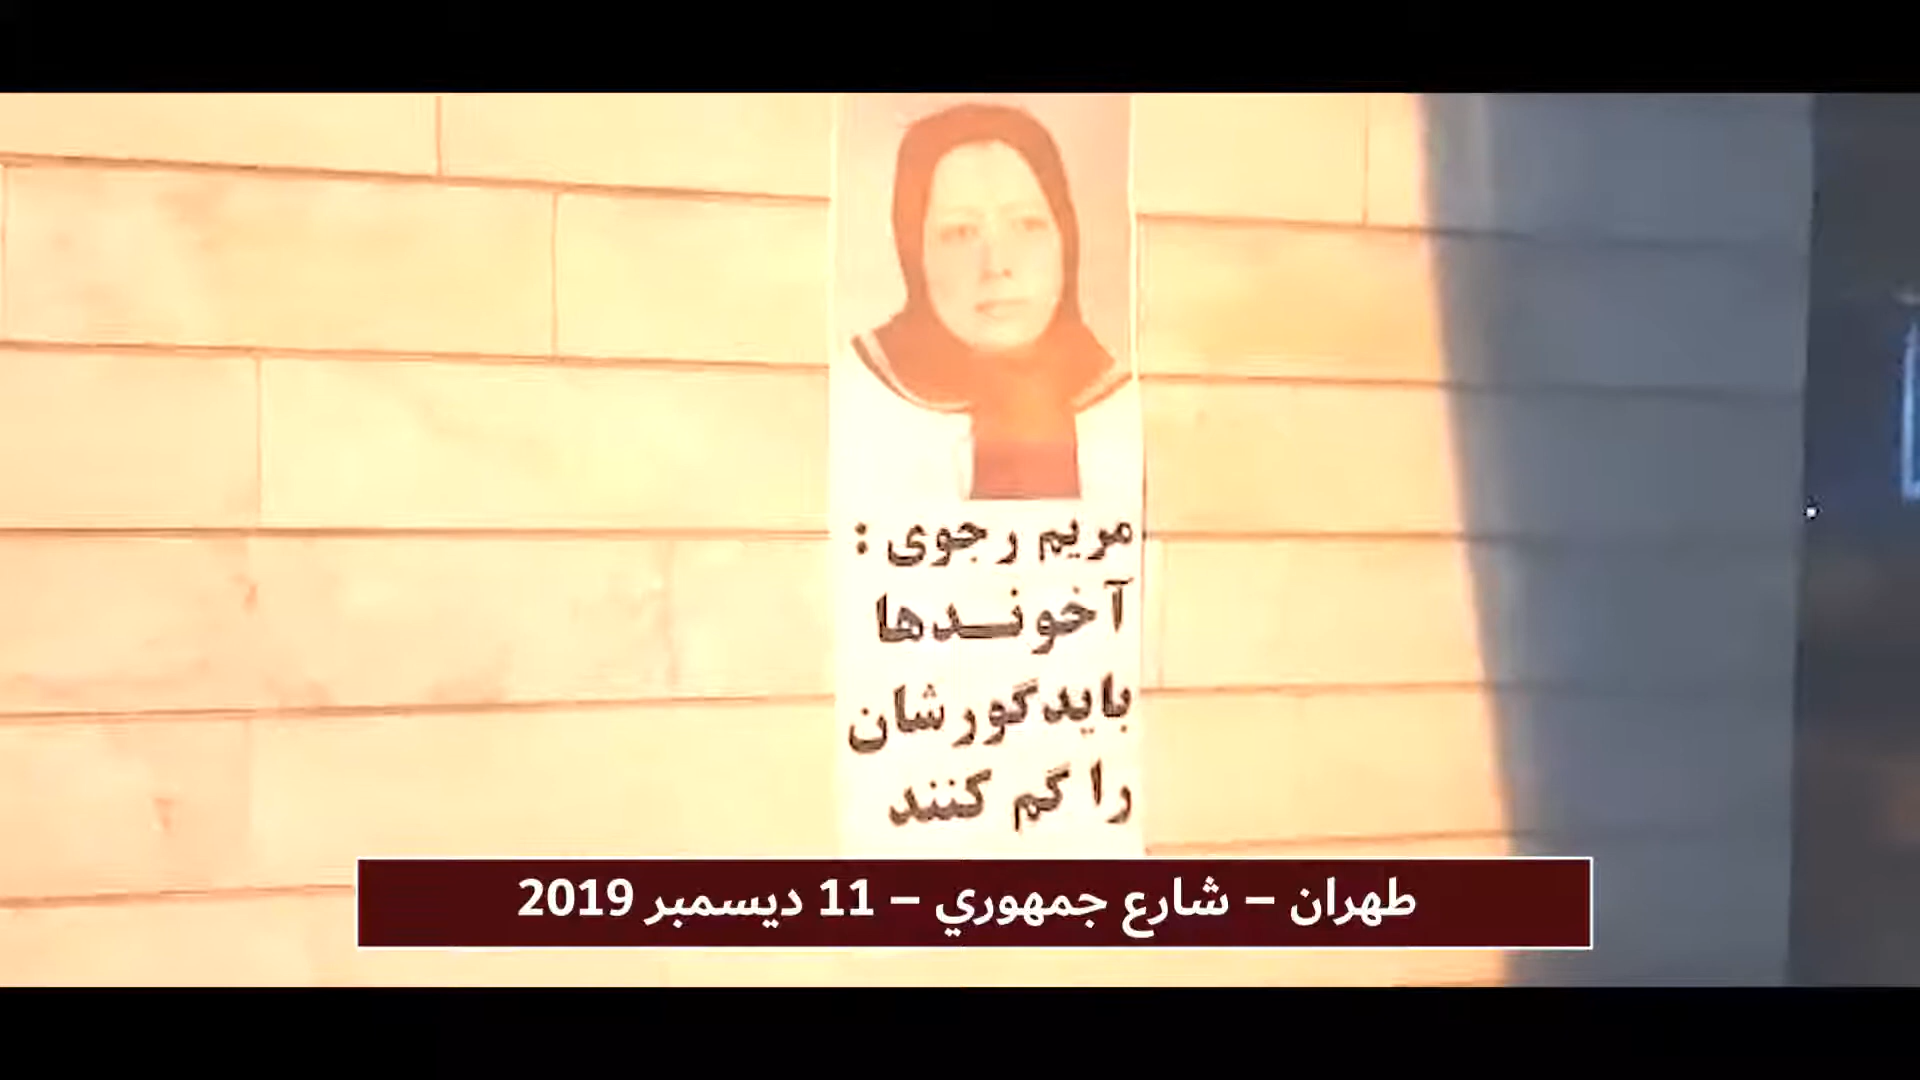 مریم رجوی :
آخوندها
بایدگورشان
را گم کنند
طهران – شارع جمهوري – 11 ديسمبر 2019